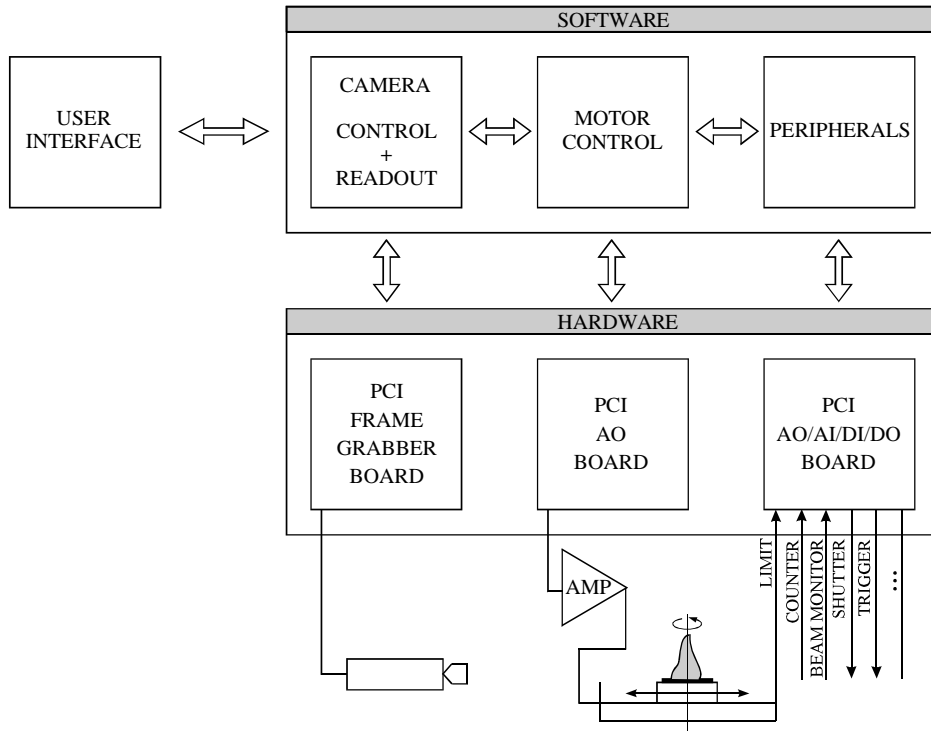 SOFTWARE
USER
INTERFACE
CAMERA
CONTROL
+
READOUT
MOTOR
CONTROL
PERIPHERALS
HARDWARE
PCI
FRAME
GRABBER
BOARD
PCI
AO
BOARD
PCI
AO/AI/DI/DO
BOARD
AMP
LIMIT
COUNTER
BEAM MONITOR
SHUTTER
TRIGGER
...